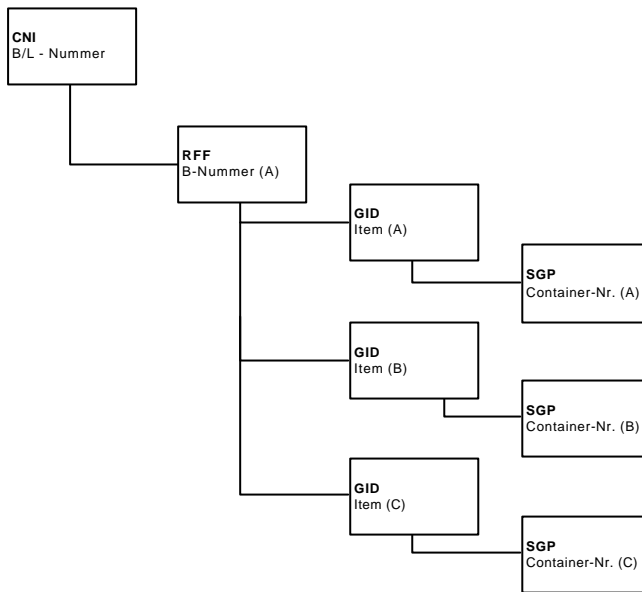 CNI
B/L - Nummer
RFF
B-Nummer (A)
GID
Item (A)
SGP
Container-Nr. (A)
GID
Item (B)
SGP
Container-Nr. (B)
GID
Item (C)
SGP
Container-Nr. (C)